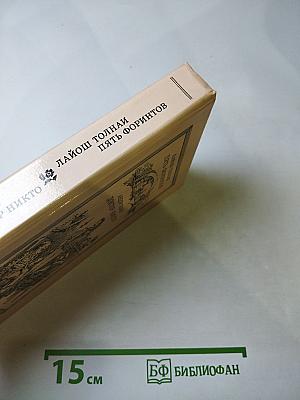 Р НИКТО
ЛАЙОШ ТОЛНАИ
ПЯТЬ ФОРИНТОВ
15 СМ
БФ БИБЛИОФАН